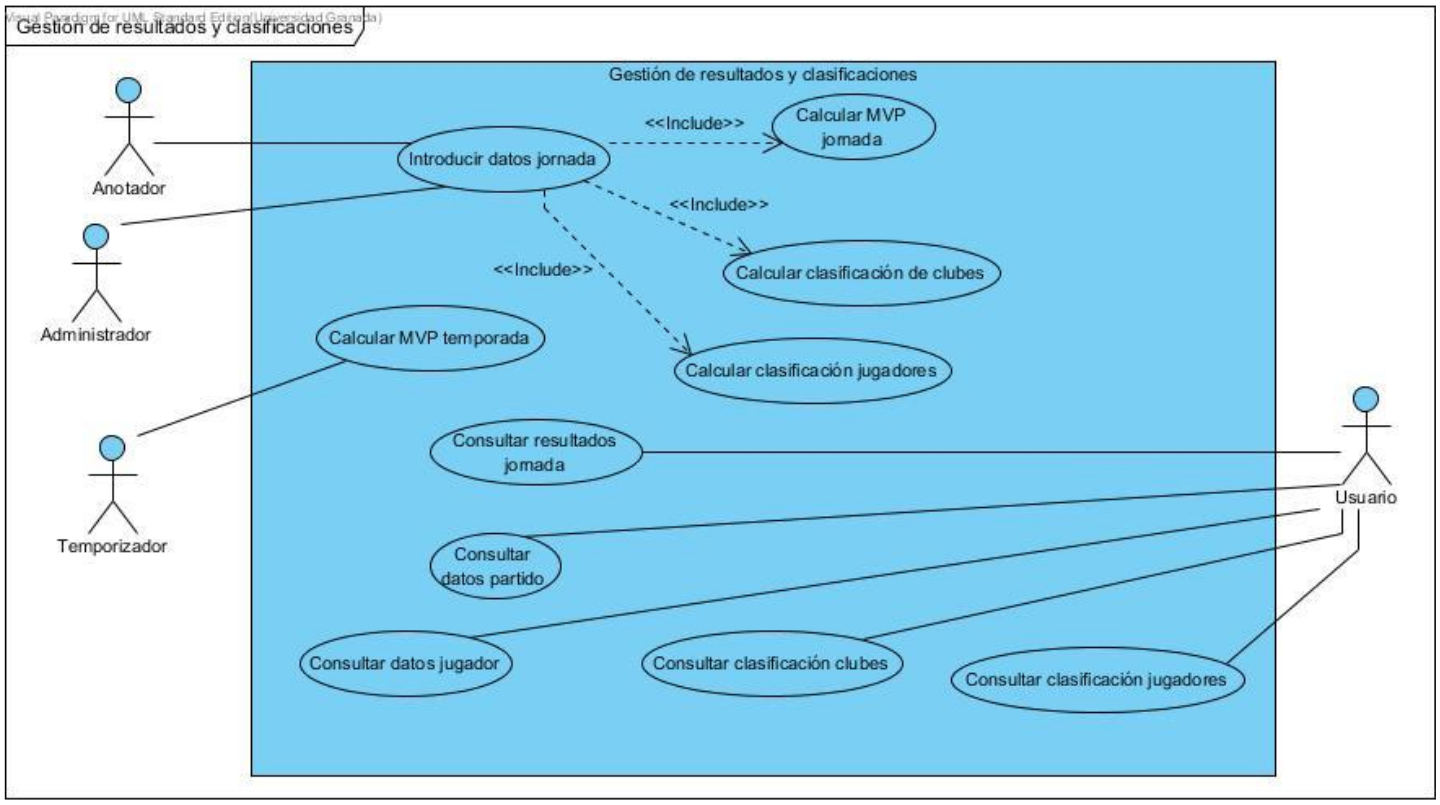 Visual Paradigm for UML Standard Edition(Universidad Granada)
Gestión de resultados y clasificaciones
Gestión de resultados y clasificaciones
Calcular MVP
jornada
<<Include>>
Introducir datos jornada
Anotador
<<Include>>
<<Include>>
Calcular clasificación de clubes
Administrador
Calcular MVP temporada
Calcular clasificación jugadores
Consultar resultados
jornada
Usuario
Temporizador
Consultar
datos partido
Consultar datos jugador
Consultar clasificación clubes
Consultar clasificación jugadores